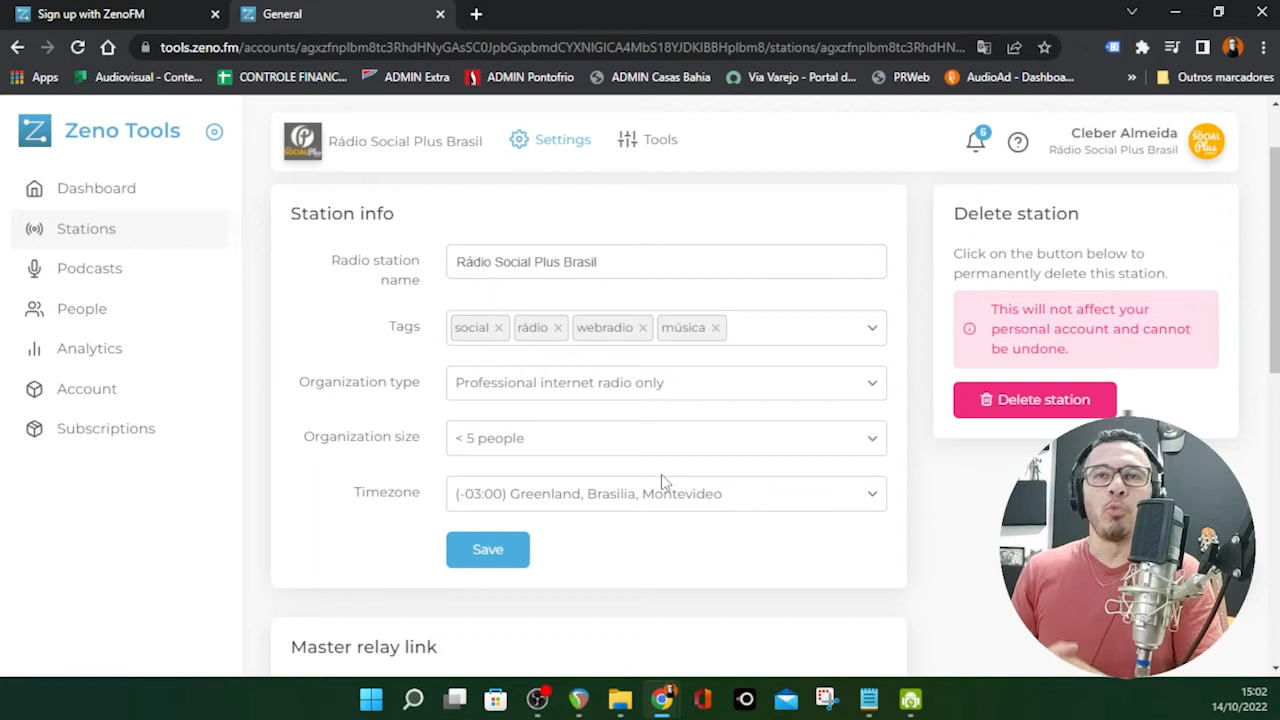 Sign up with ZenoFM
General
tools.zeno.fm/accounts/agxzfnplbm8tc3RhdHNyGAsSC0JpbGxpbmdCYXNlGICA4MbS18YJDKIBBHplbm8/stations/agxzfnplbm8tc3RhdHNyGAsSC0JpbGxpbmdCYXNlGICA...
Apps
Audiovisual - Conte...
CONTROLE FINANC...
ADMIN Extra
ADMIN Pontofrio
ADMIN Casas Bahia
Via Varejo - Portal d...
PRWeb
AudioAd - Dashboa...
»
Outros marcadores
Zeno Tools
SOCIAL Plus
Rádio Social Plus Brasil
Settings
Tools
6
Cleber Almeida
Rádio Social Plus Brasil
SOCIAL
Plus
Dashboard
Stations
Podcasts
People
Analytics
Account
Subscriptions
Station info
Radio station
name
Rádio Social Plus Brasil
Tags
social × rádio × webradio × música ×
Organization type
Professional internet radio only
Organization size
< 5 people
Timezone
(-03:00) Greenland, Brasilia, Montevideo
Save
Master relay link
Delete station
Click on the button below to
permanently delete this station.
This will not affect your
personal account and cannot
be undone.
Delete station
15:02
14/10/2022